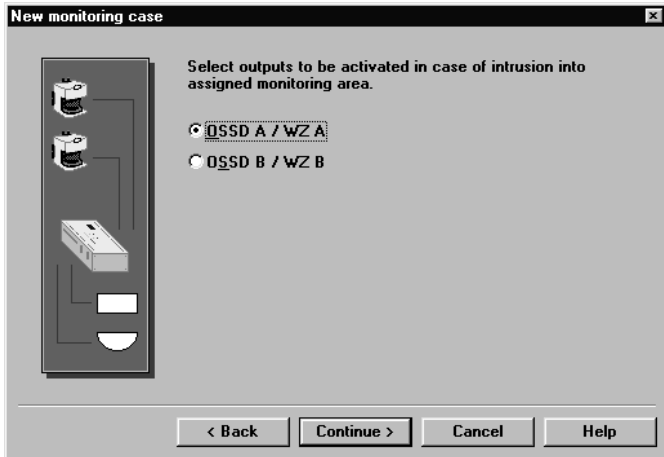 New monitoring case
Select outputs to be activated in case of intrusion into
assigned monitoring area.
OSSD A / WZ A
OSSD B / WZ B
< Back
Continue >
Cancel
Help